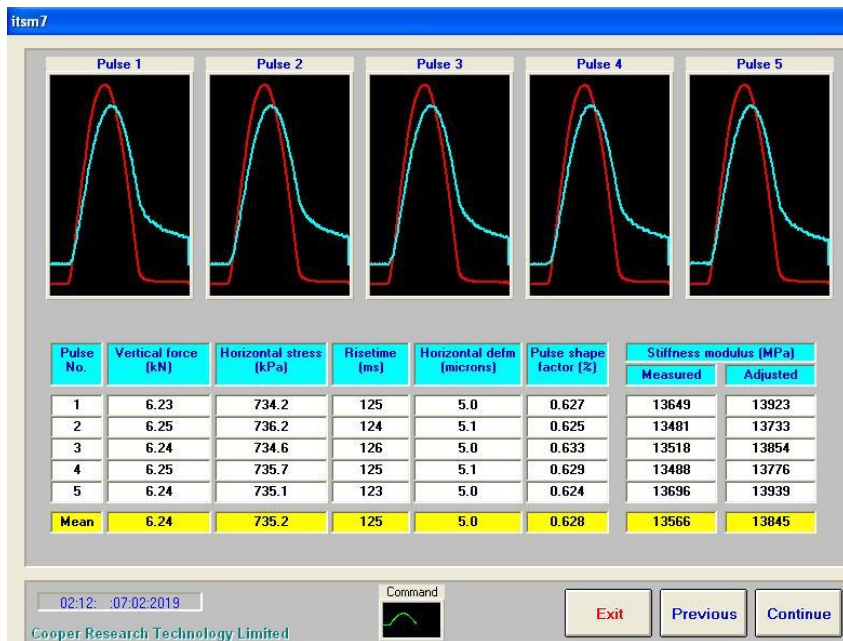 itsm7
Pulse 1 Pulse 2 Pulse 3 Pulse 4 Pulse 5
Pulse No. Vertical force (kN) Horizontal stress (kPa) Risetime (ms) Horizontal defm (microns) Pulse shape factor (%) Stiffness modulus (MPa)
Measured Adjusted
1 6.23 734.2 125 5.0 0.627 13649 13923
2 6.25 736.2 124 5.1 0.625 13481 13733
3 6.24 734.6 126 5.0 0.633 13518 13854
4 6.25 735.7 125 5.1 0.629 13488 13776
5 6.24 735.1 123 5.0 0.624 13696 13939
Mean 6.24 735.2 125 5.0 0.628 13566 13845
02:12: :07:02:2019
Command
Exit Previous Continue
Cooper Research Technology Limited